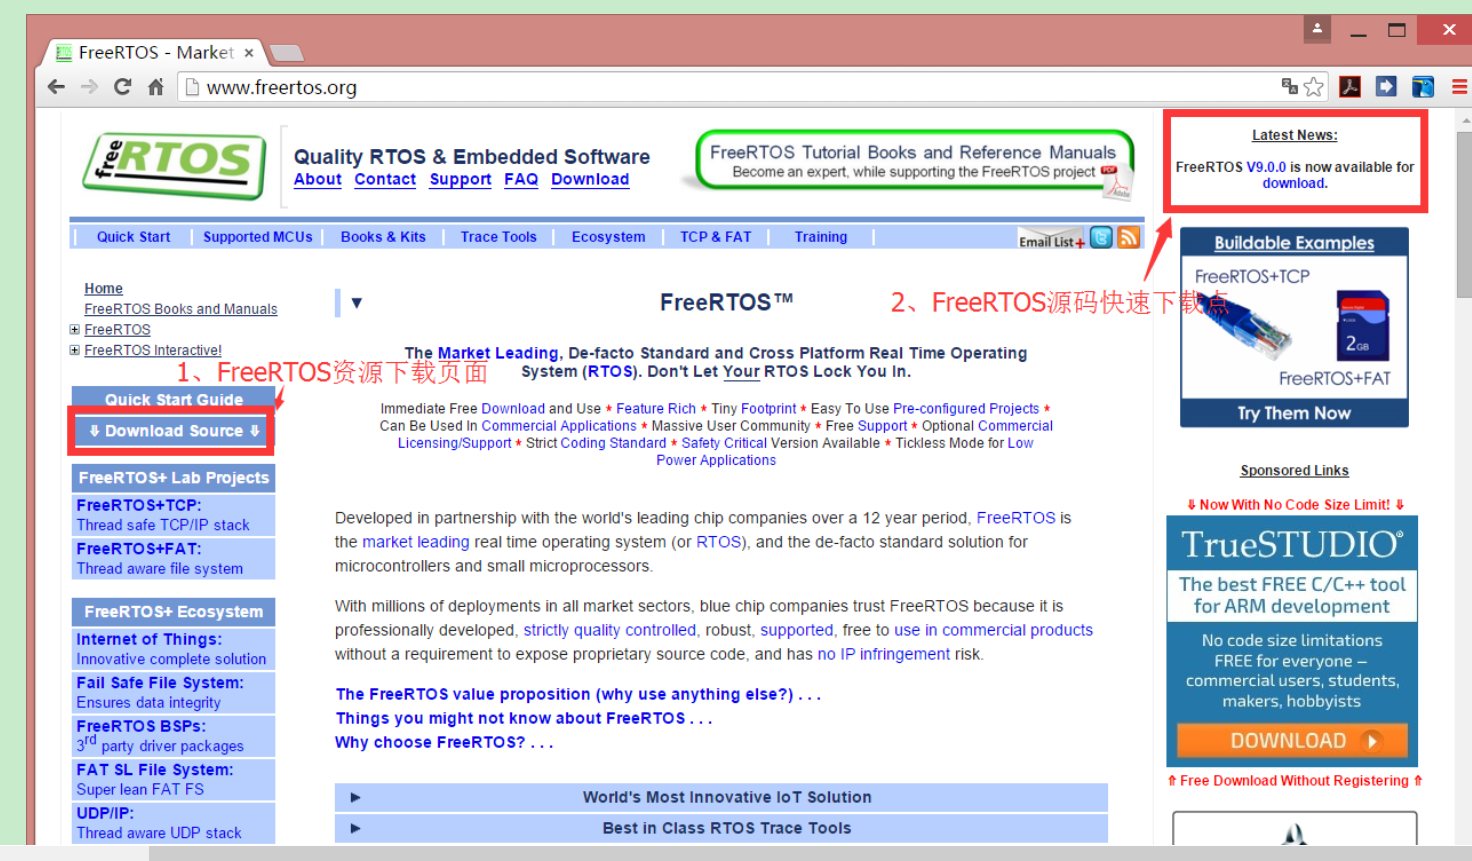 FreeRTOS - Market
www.freertos.org
free RTOS
Quality RTOS & Embedded Software
About Contact Support FAQ Download
FreeRTOS Tutorial Books and Reference Manuals
Become an expert, while supporting the FreeRTOS project
PDF
Adobe
Latest News:
FreeRTOS V9.0.0 is now available for
download.
Quick Start
Supported MCUs
Books & Kits
Trace Tools
Ecosystem
TCP & FAT
Training
Email List+
Home
FreeRTOS Books and Manuals
FreeRTOS
FreeRTOS Interactive!
1、FreeRTOS资源下载页面
Quick Start Guide
⇓ Download Source ⇓
FreeRTOS+ Lab Projects
FreeRTOS+TCP:
Thread safe TCP/IP stack
FreeRTOS+FAT:
Thread aware file system
FreeRTOS+ Ecosystem
Internet of Things:
Innovative complete solution
Fail Safe File System:
Ensures data integrity
FreeRTOS BSPs:
3rd party driver packages
FAT SL File System:
Super lean FAT FS
UDP/IP:
Thread aware UDP stack
▼ FreeRTOS™
2、FreeRTOS源码快速下载点
The Market Leading, De-facto Standard and Cross Platform Real Time Operating
System (RTOS). Don't Let Your RTOS Lock You In.
Immediate Free Download and Use ★ Feature Rich ★ Tiny Footprint ★ Easy To Use Pre-configured Projects ★
Can Be Used In Commercial Applications ★ Massive User Community ★ Free Support ★ Optional Commercial
Licensing/Support ★ Strict Coding Standard ★ Safety Critical Version Available ★ Tickless Mode for Low
Power Applications
Developed in partnership with the world's leading chip companies over a 12 year period, FreeRTOS is
the market leading real time operating system (or RTOS), and the de-facto standard solution for
microcontrollers and small microprocessors.
With millions of deployments in all market sectors, blue chip companies trust FreeRTOS because it is
professionally developed, strictly quality controlled, robust, supported, free to use in commercial products
without a requirement to expose proprietary source code, and has no IP infringement risk.
The FreeRTOS value proposition (why use anything else?) . . .
Things you might not know about FreeRTOS . . .
Why choose FreeRTOS? . . .
► World's Most Innovative IoT Solution
► Best in Class RTOS Trace Tools
Buildable Examples
FreeRTOS+TCP
2GB
FreeRTOS+FAT
Try Them Now
Sponsored Links
⇓ Now With No Code Size Limit! ⇓
TrueSTUDIO®
The best FREE C/C++ tool
for ARM development
No code size limitations
FREE for everyone –
commercial users, students,
makers, hobbyists
DOWNLOAD
⇑ Free Download Without Registering ⇑